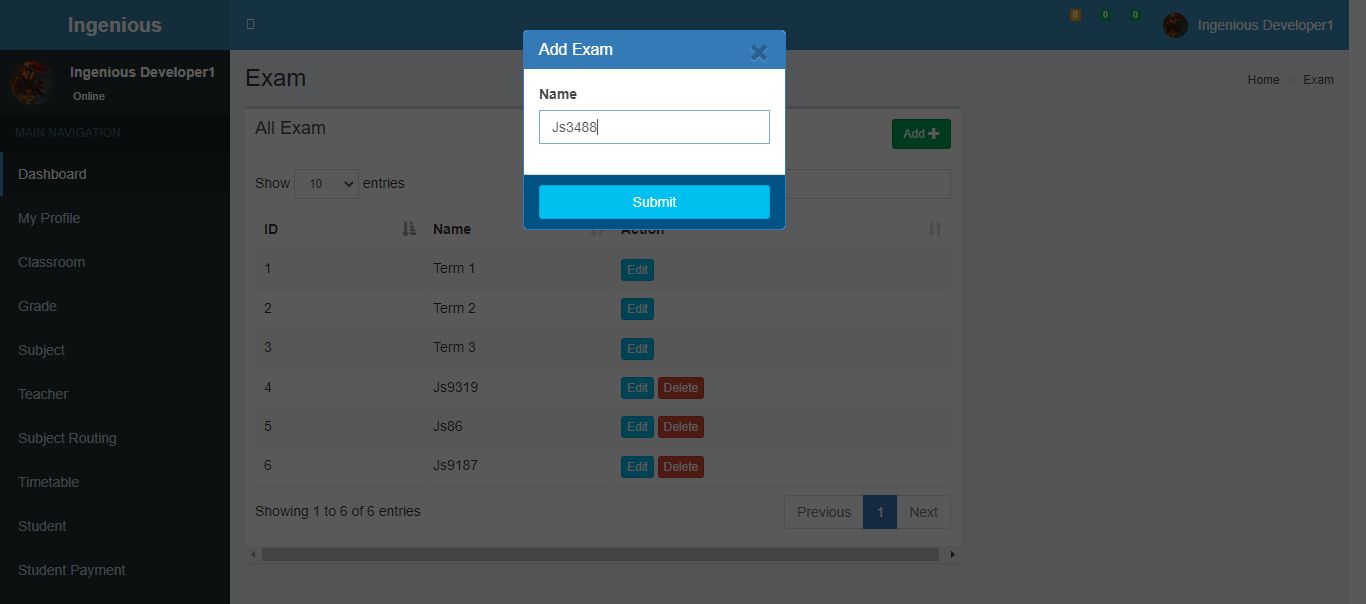 Ingenious
0 0 0 Ingenious Developer1
Ingenious Developer1
Online
MAIN NAVIGATION
Dashboard
My Profile
Classroom
Grade
Subject
Teacher
Subject Routing
Timetable
Student
Student Payment
Exam
Home > Exam
All Exam
Add
Show 10 entries
ID Name Action
1 Term 1 Edit
2 Term 2 Edit
3 Term 3 Edit
4 Js9319 Edit Delete
5 Js86 Edit Delete
6 Js9187 Edit Delete
Showing 1 to 6 of 6 entries
Previous 1 Next
Add Exam
Name
Js3488
Submit